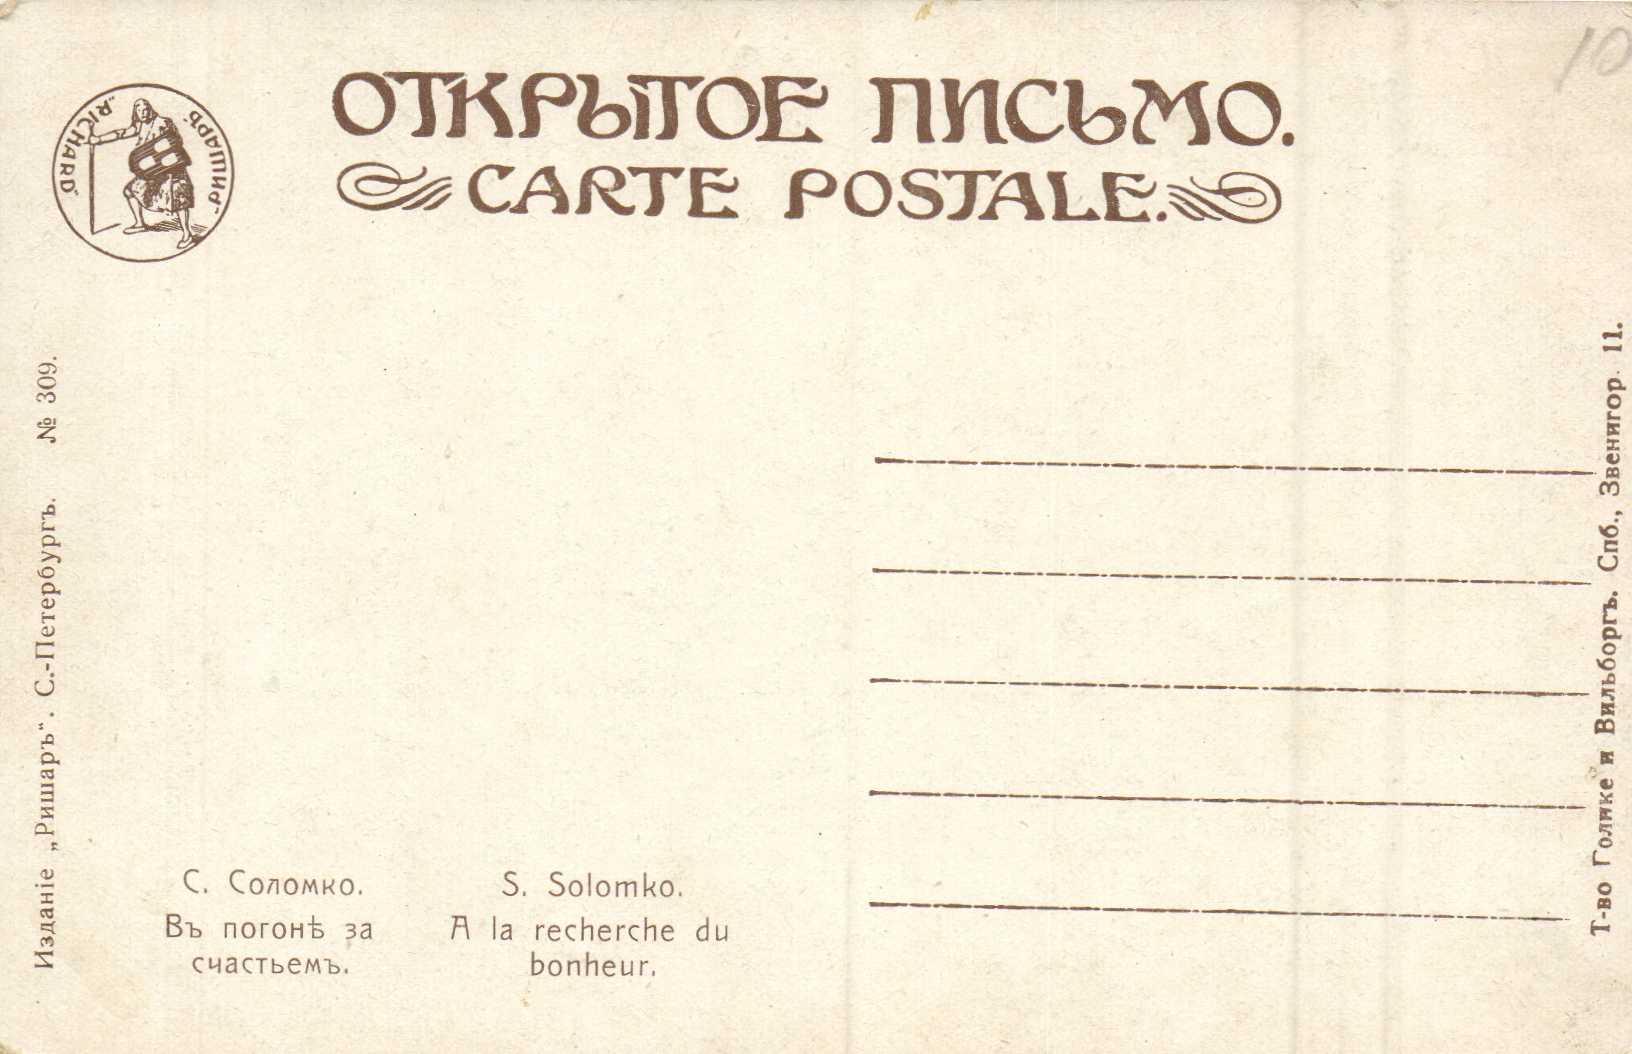 10
ОТКРЫТОЕ ПИСЬМО.
CARTE POSTALE.
„RICHARD“
„РИШАРЪ“
Изданіе „Ришаръ“. С.-Петербургъ. № 309.
С. Соломко.
Въ погонѣ за
счастьемъ.
S. Solomko.
A la recherche du
bonheur.
Т-во Голике и Вильборгъ. Спб., Звенигор. 11.